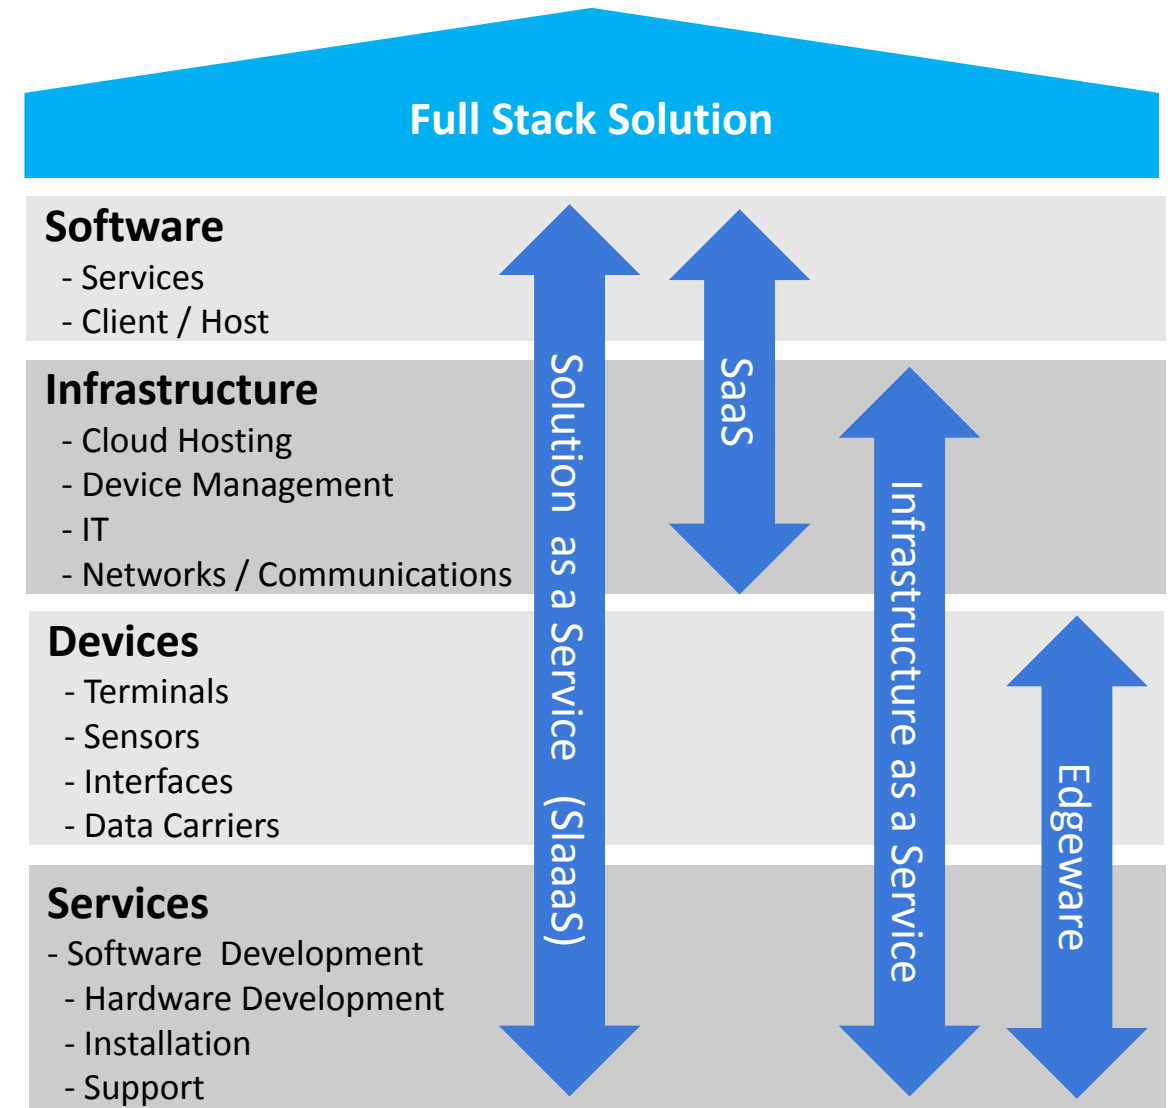 Full Stack Solution
Software
- Services
- Client / Host
Infrastructure
- Cloud Hosting
- Device Management
- IT
- Networks / Communications
Devices
- Terminals
- Sensors
- Interfaces
- Data Carriers
Services
- Software Development
- Hardware Development
- Installation
- Support
Solution as a Service (SlaaaS)
SaaS
Infrastructure as a Service
Edgeware